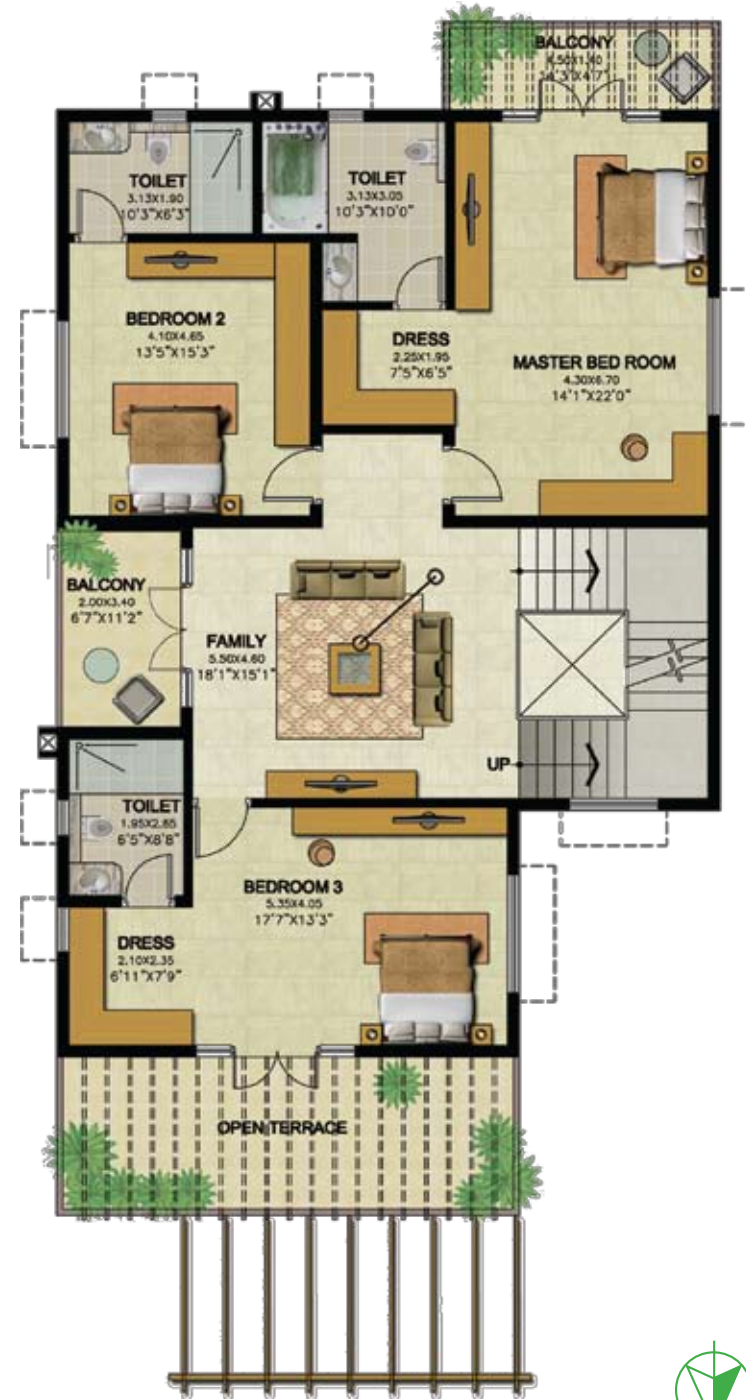 BALCONY
4.50X1.40
14'3"X4'7"
TOILET
3.13X1.90
10'3"X6'3"
TOILET
3.13X3.05
10'3"X10'0"
BEDROOM 2
4.10X4.65
13'5"X15'3"
DRESS
2.25X1.95
7'5"X6'5"
MASTER BED ROOM
4.30X6.70
14'1"X22'0"
BALCONY
2.00X3.40
6'7"X11'2"
FAMILY
5.50X4.60
18'1"X15'1"
UP
TOILET
1.95X2.65
6'5"X8'8"
BEDROOM 3
5.35X4.05
17'7"X13'3"
DRESS
2.10X2.35
6'11"X7'9"
OPEN TERRACE